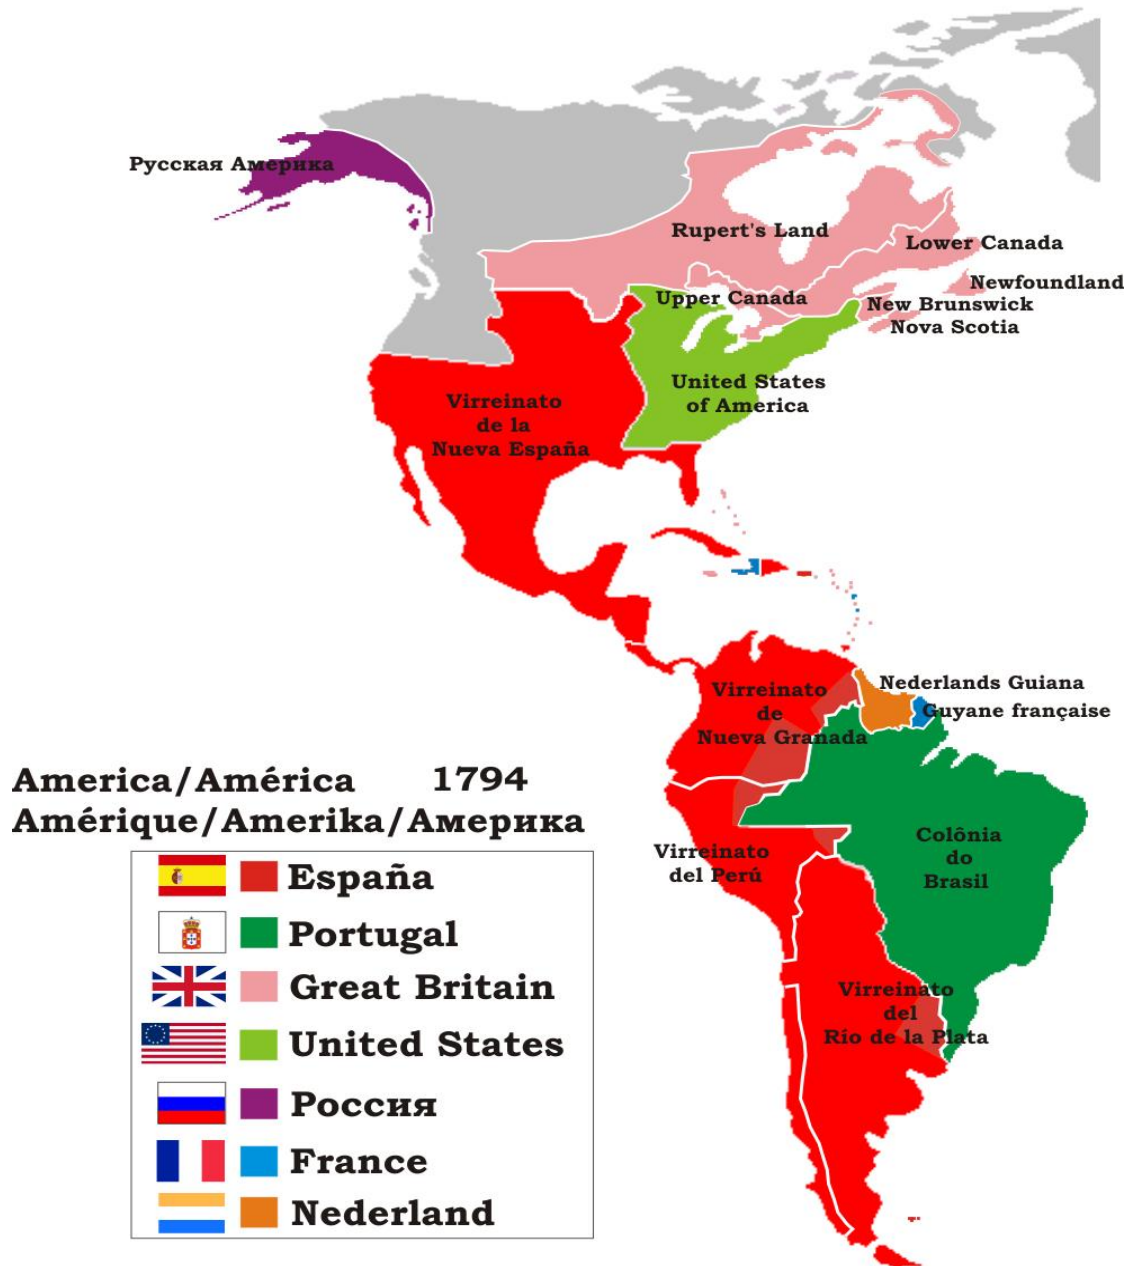 Русская Америка
Rupert's Land
Lower Canada
Newfoundland
Upper Canada
New Brunswick
Nova Scotia
United States
of America
Virreinato
de la
Nueva España
Nederlands Guiana
Guyane française
Virreinato
de
Nueva Granada
America/América 1794
Amérique/Amerika/Америка
Colônia
do
Brasil
Virreinato
del Perú
Virreinato
del
Río de la Plata
España
Portugal
Great Britain
United States
Россия
France
Nederland